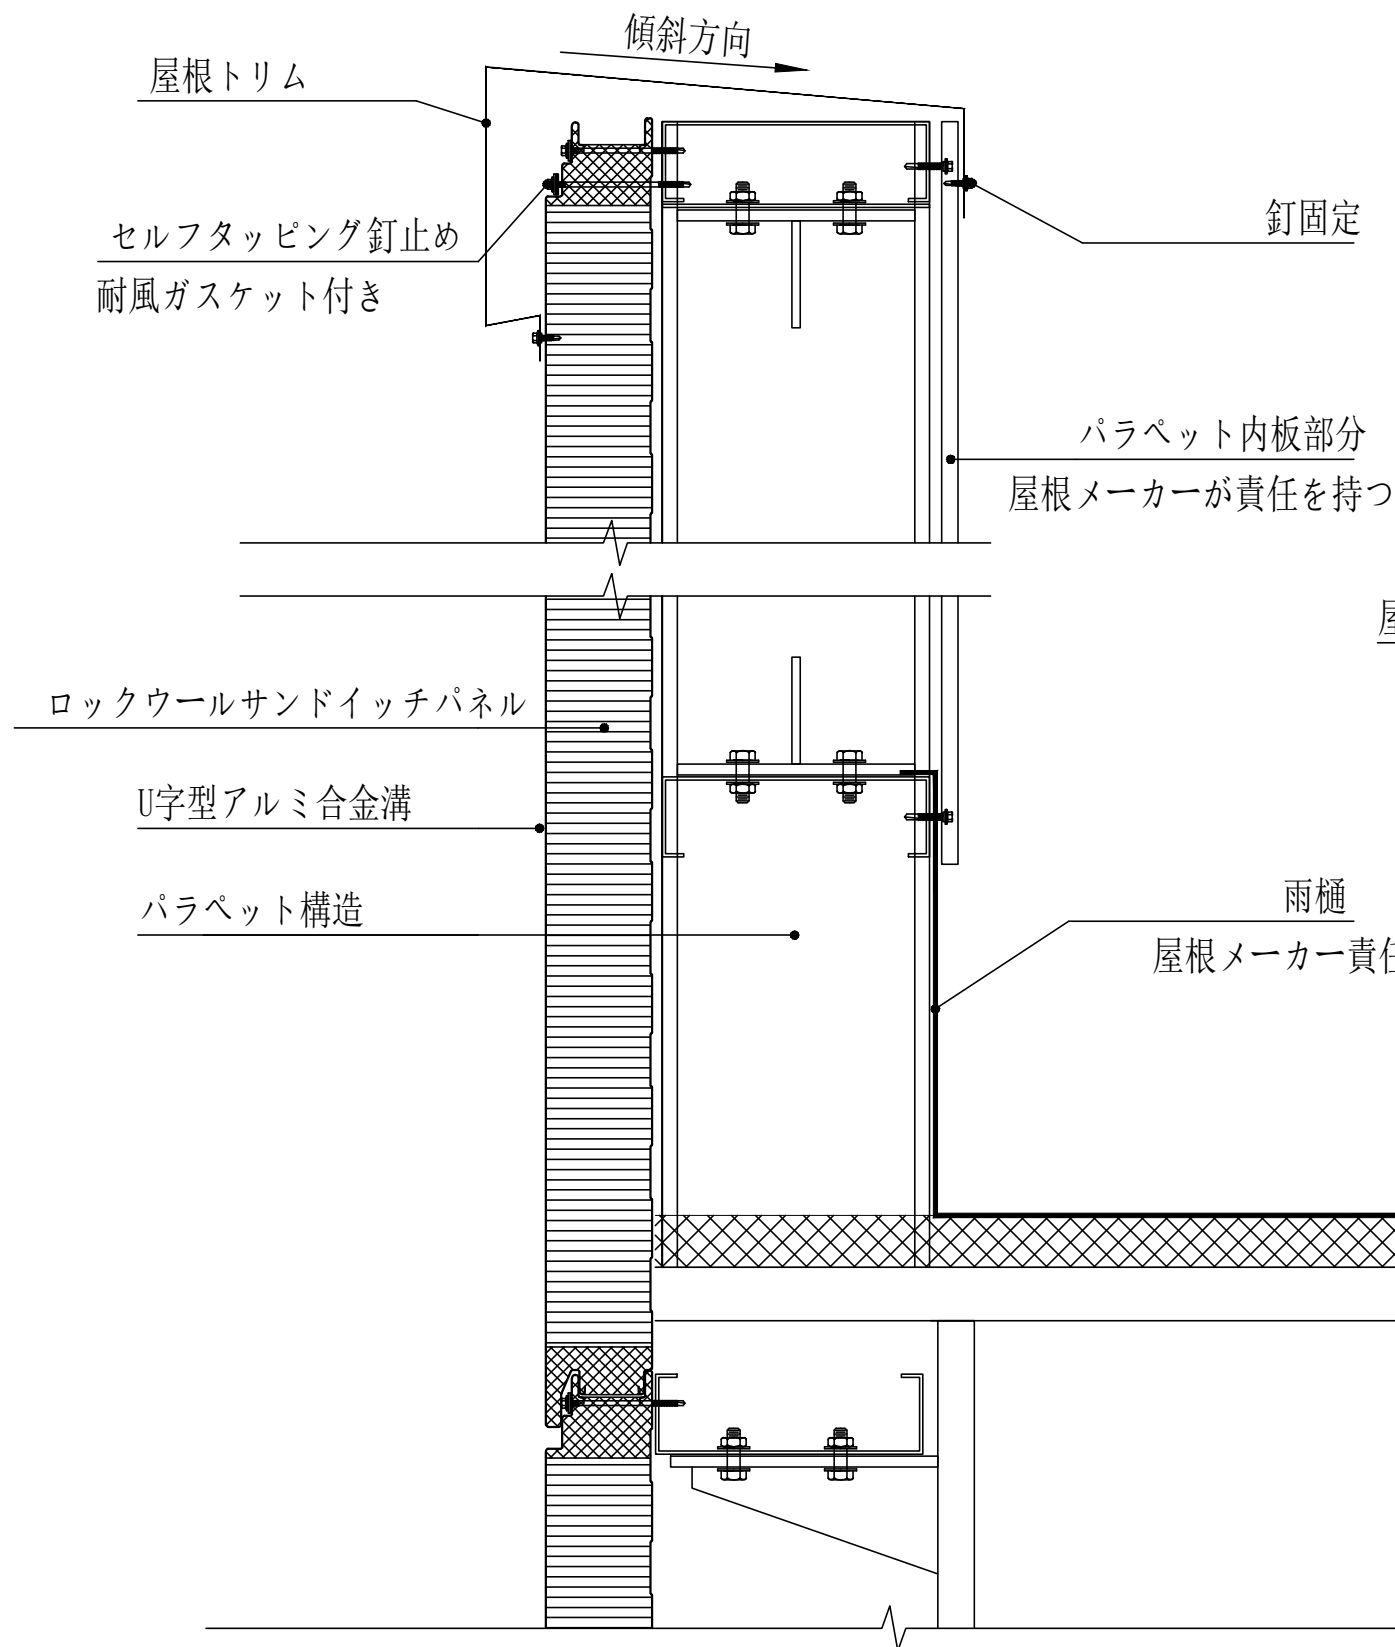 傾斜方向
屋根トリム
セルフタッピング釘止め
耐風ガスケット付き
釘固定
パラペット内板部分
屋根メーカーが責任を持つ
屋
ロックウールサンドイッチパネル
U字型アルミ合金溝
パラペット構造
雨樋
屋根メーカー責任